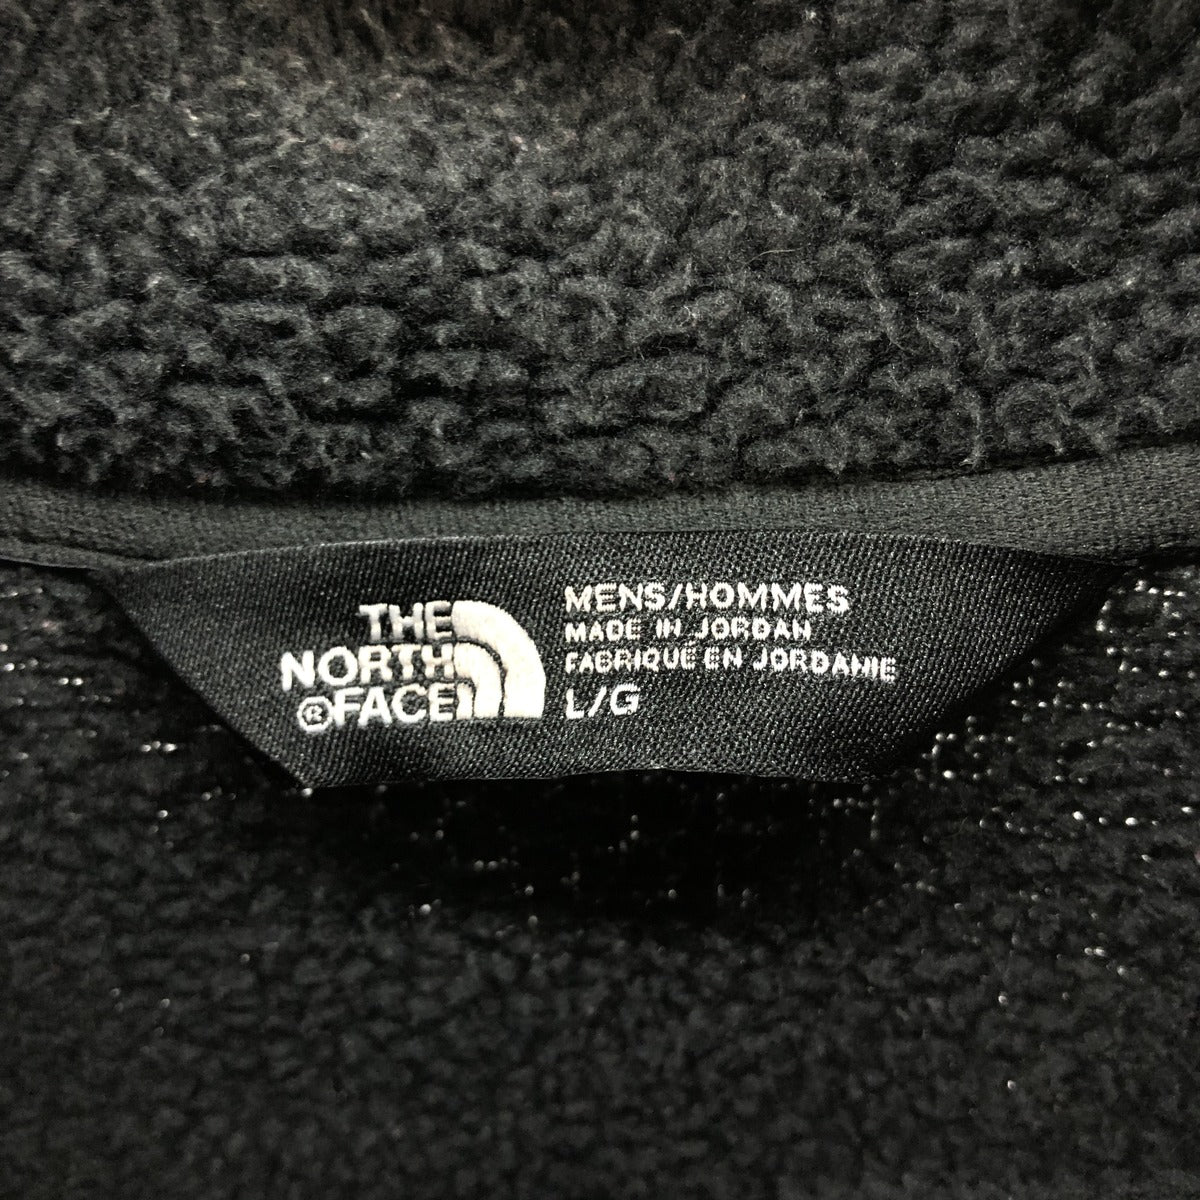 THE
NORTH
®FACE
MENS/HOMMES
MADE IN JORDAN
FABRIQUÉ EN JORDANIE
L/G